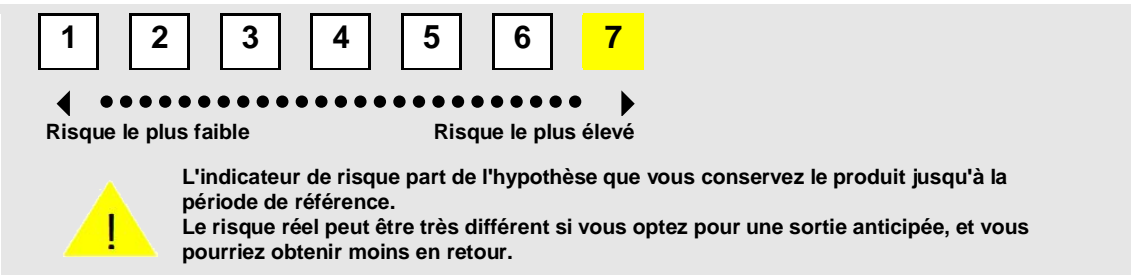 1 2 3 4 5 6 7
Risque le plus faible Risque le plus élevé
L'indicateur de risque part de l'hypothèse que vous conservez le produit jusqu'à la
période de référence.
! Le risque réel peut être très différent si vous optez pour une sortie anticipée, et vous
pourriez obtenir moins en retour.